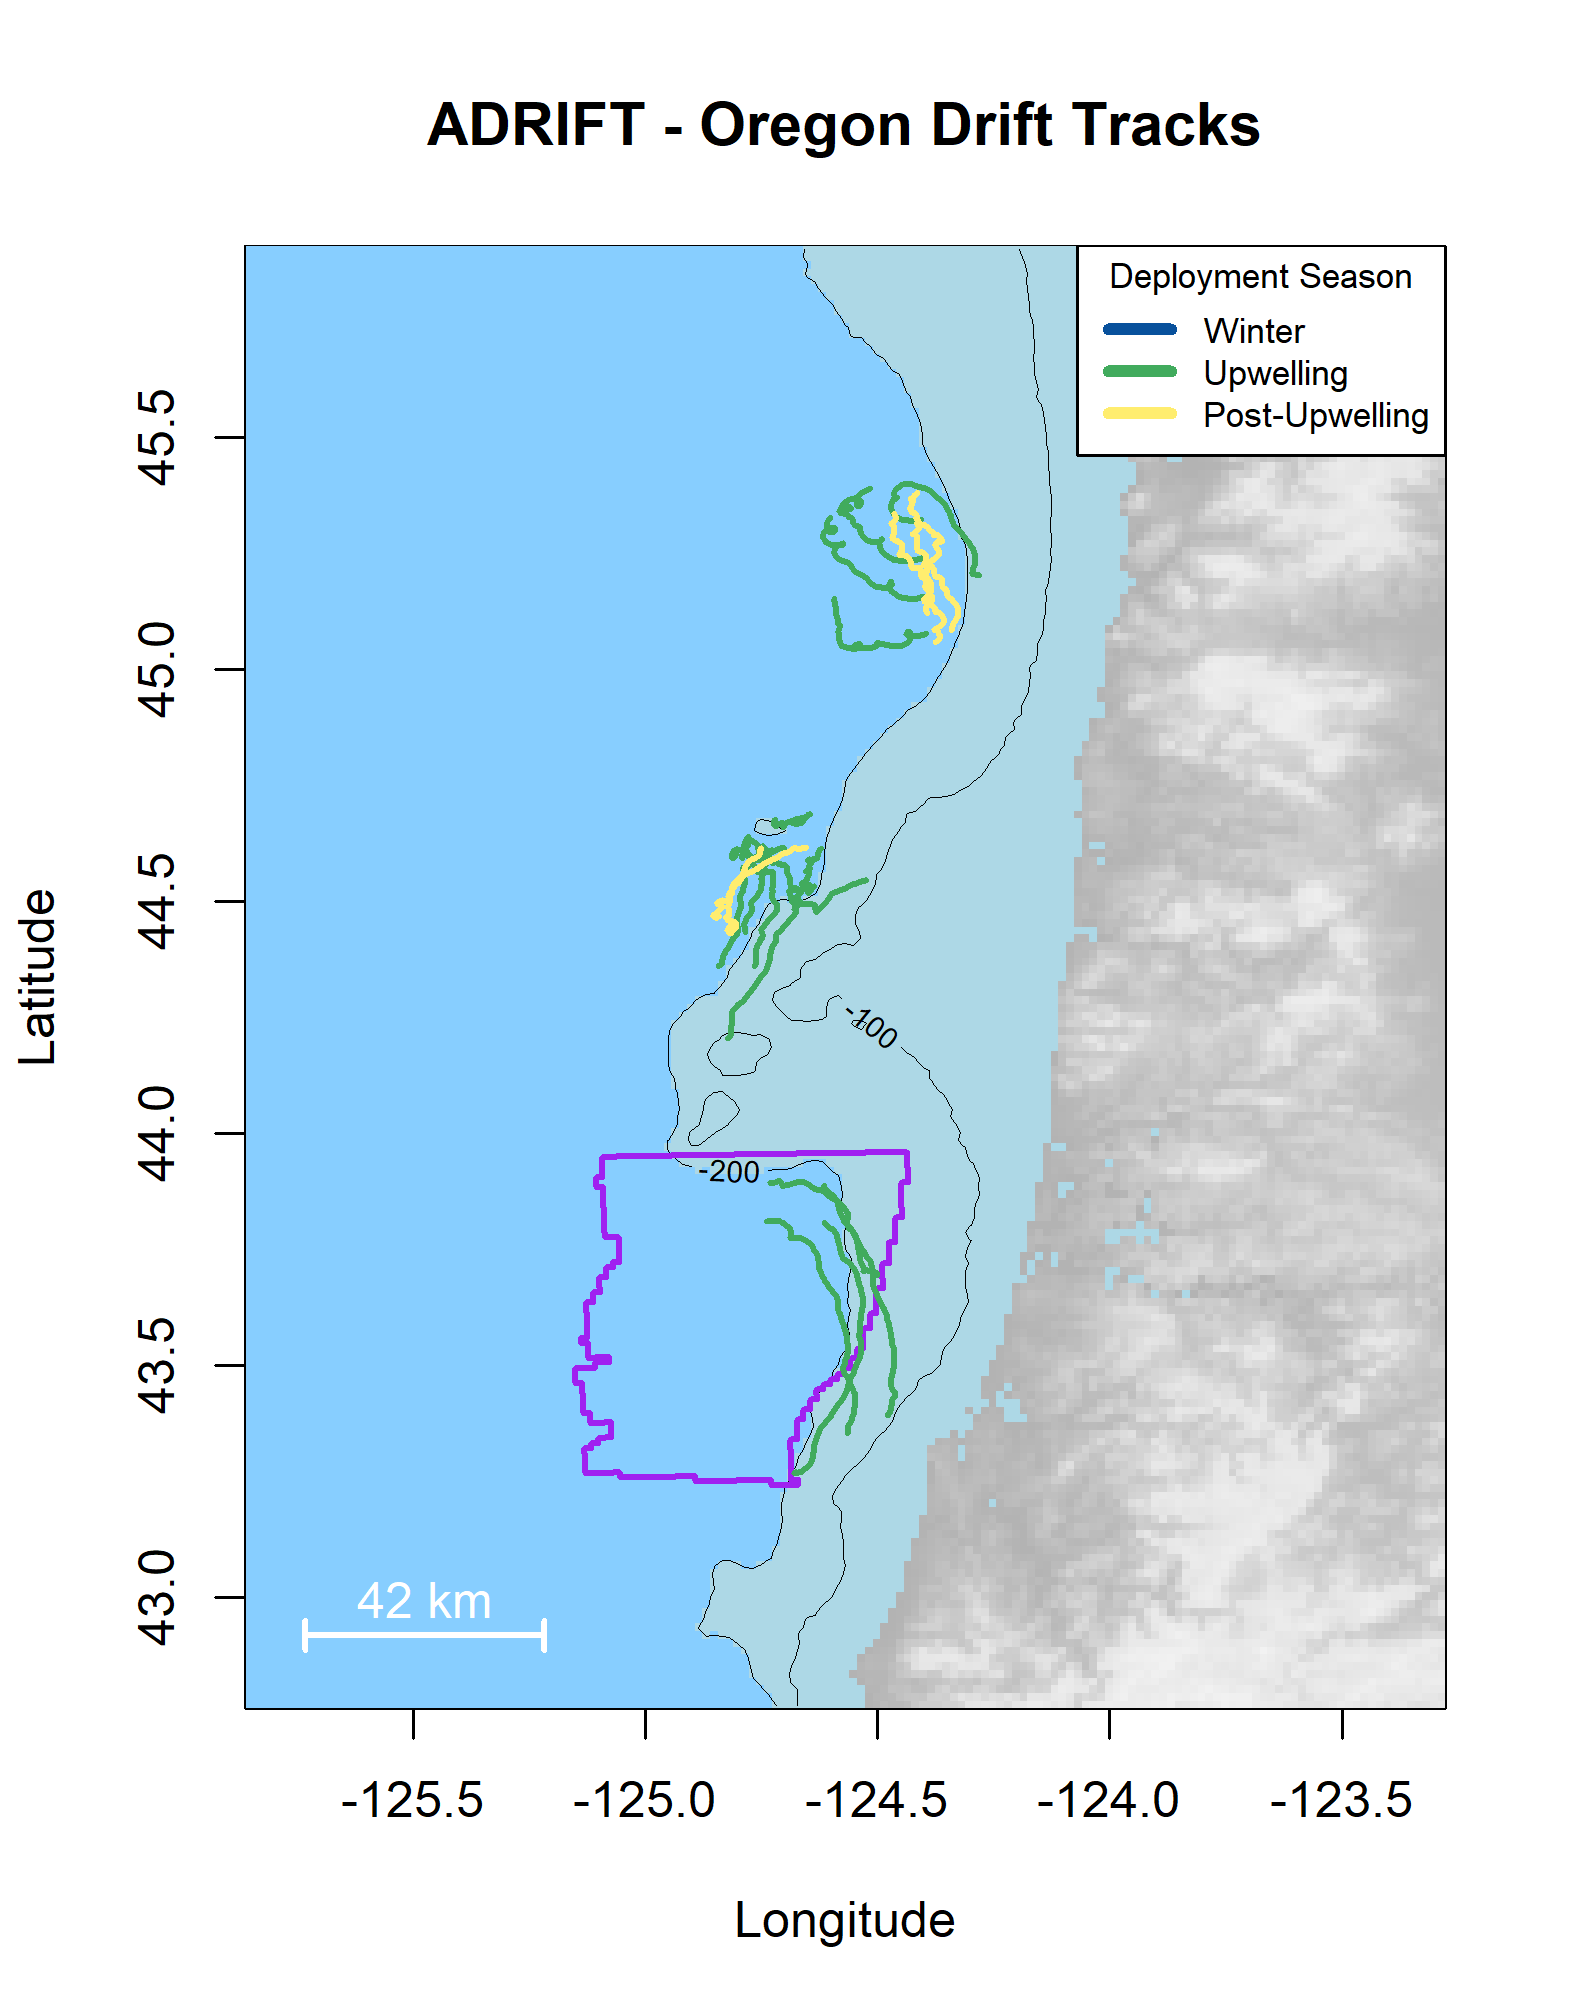 ADRIFT - Oregon Drift Tracks
Deployment Season
Winter
Upwelling
Post-Upwelling
45.5
45.0
44.5
44.0
43.5
43.0
Latitude
-100
-200
42 km
-125.5
-125.0
-124.5
-124.0
-123.5
Longitude